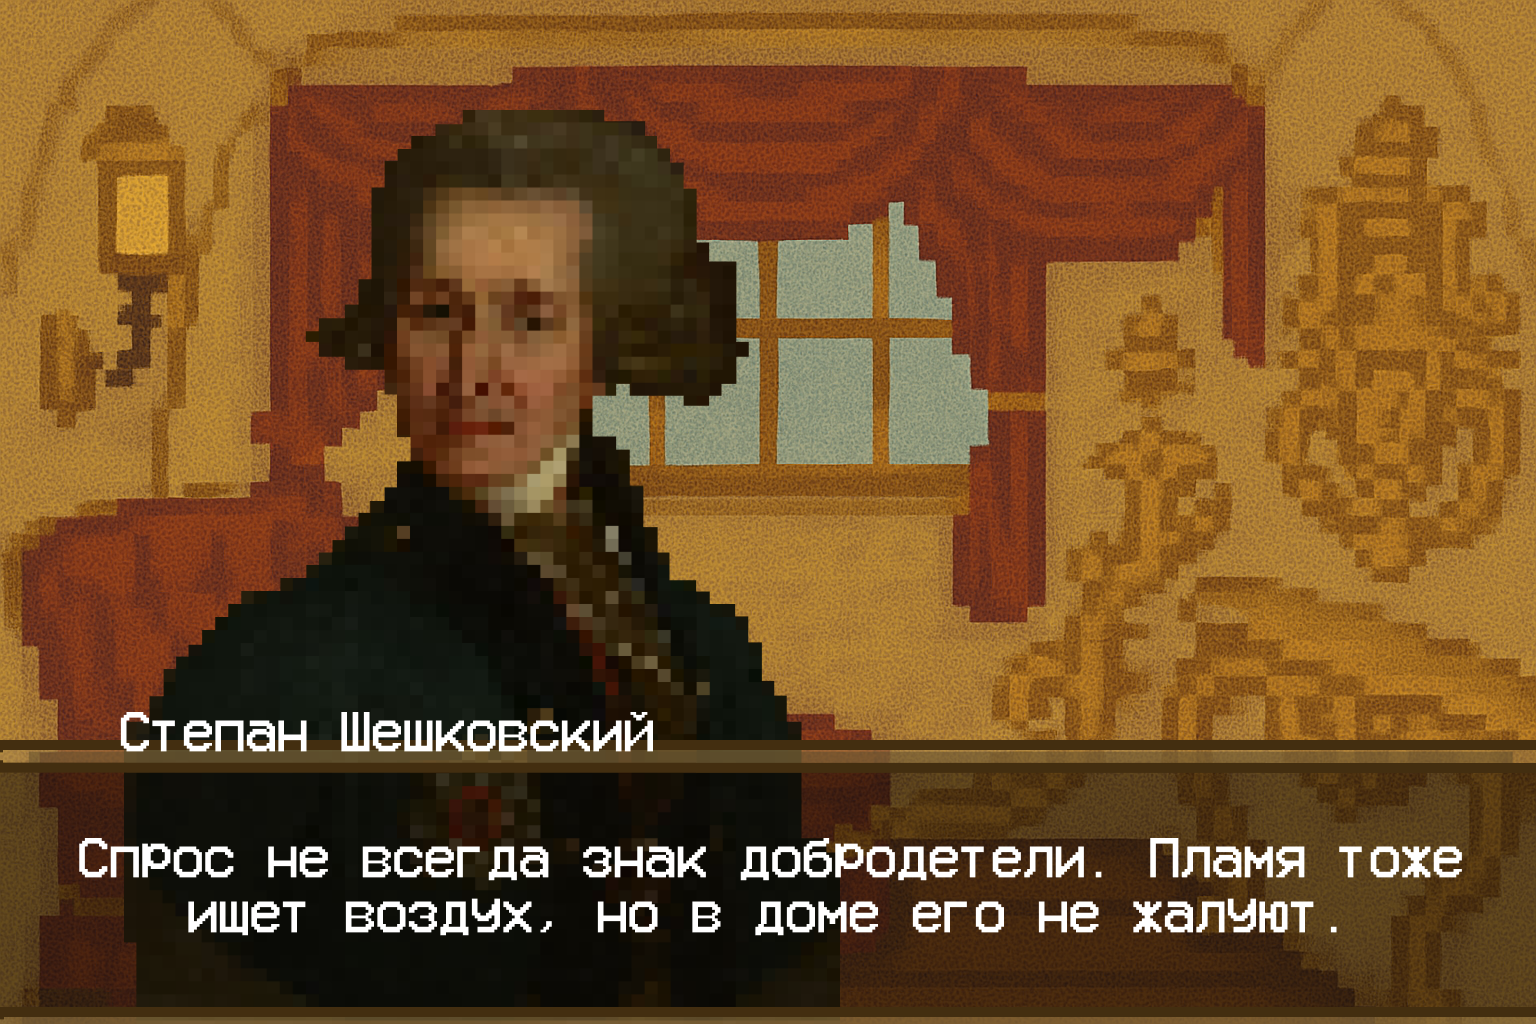 Степан Шешковский
Спрос не всегда знак добродетели. Пламя тоже
ищет воздух, но в доме его не жалуют.